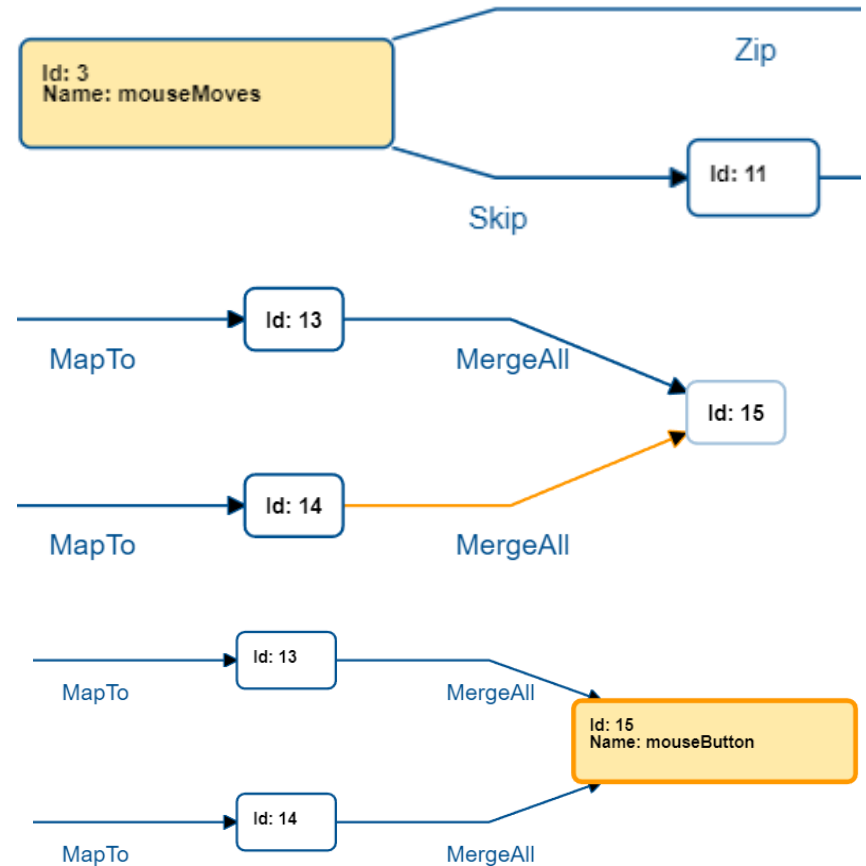 Id: 3
Name: mouseMoves
Zip
Id: 11
Skip
Id: 13
MapTo
MergeAll
Id: 15
Id: 14
MapTo
MergeAll
Id: 13
MapTo
MergeAll
Id: 15
Name: mouseButton
Id: 14
MapTo
MergeAll